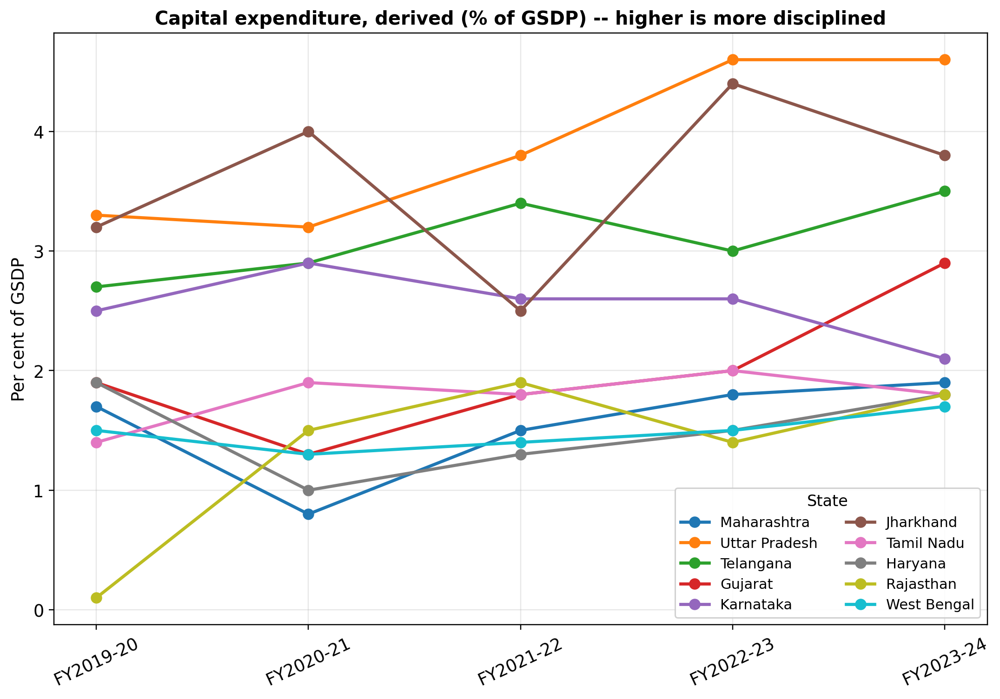 Capital expenditure, derived (% of GSDP) -- higher is more disciplined
Per cent of GSDP
4
3
2
1
0
FY2019-20
FY2020-21
FY2021-22
FY2022-23
FY2023-24
State
Maharashtra
Uttar Pradesh
Telangana
Gujarat
Karnataka
Jharkhand
Tamil Nadu
Haryana
Rajasthan
West Bengal